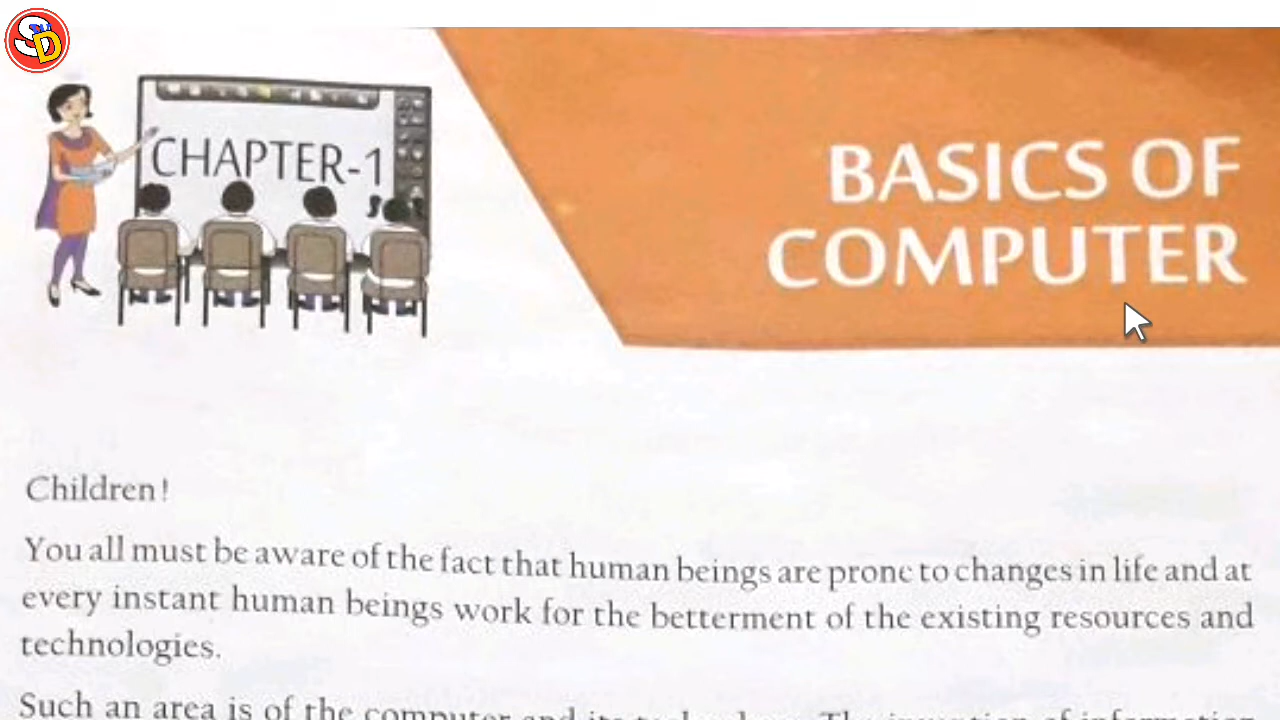 SD
CHAPTER-1
BASICS OF
COMPUTER
Children!
You all must be aware of the fact that human beings are prone to changes in life and at
every instant human beings work for the betterment of the existing resources and
technologies.
Such an area is of the computer and its technology. The invention of information